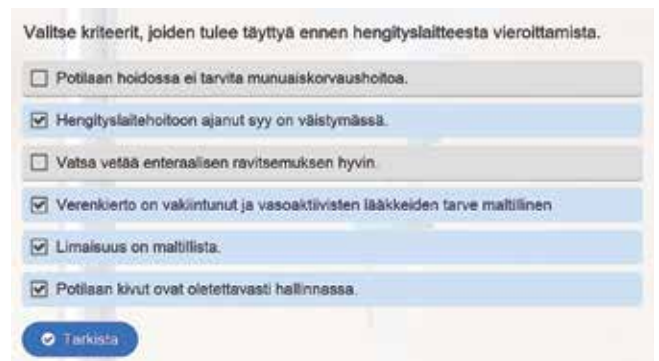 Valitse kriteerit, joiden tulee täyttyä ennen hengityslaitteesta vieroittamista.
Potilaan hoidossa ei tarvita munuaiskorvaushoitoa.
Hengityslaitehoitoon ajanut syy on väistymässä.
Vatsa vetää enteraalisen ravitsemuksen hyvin.
Verenkierto on vakiintunut ja vasoaktiivisten lääkkeiden tarve maltillinen
Limaisuus on maltillista.
Potilaan kivut ovat oletettavasti hallinnassa.
Tarkista